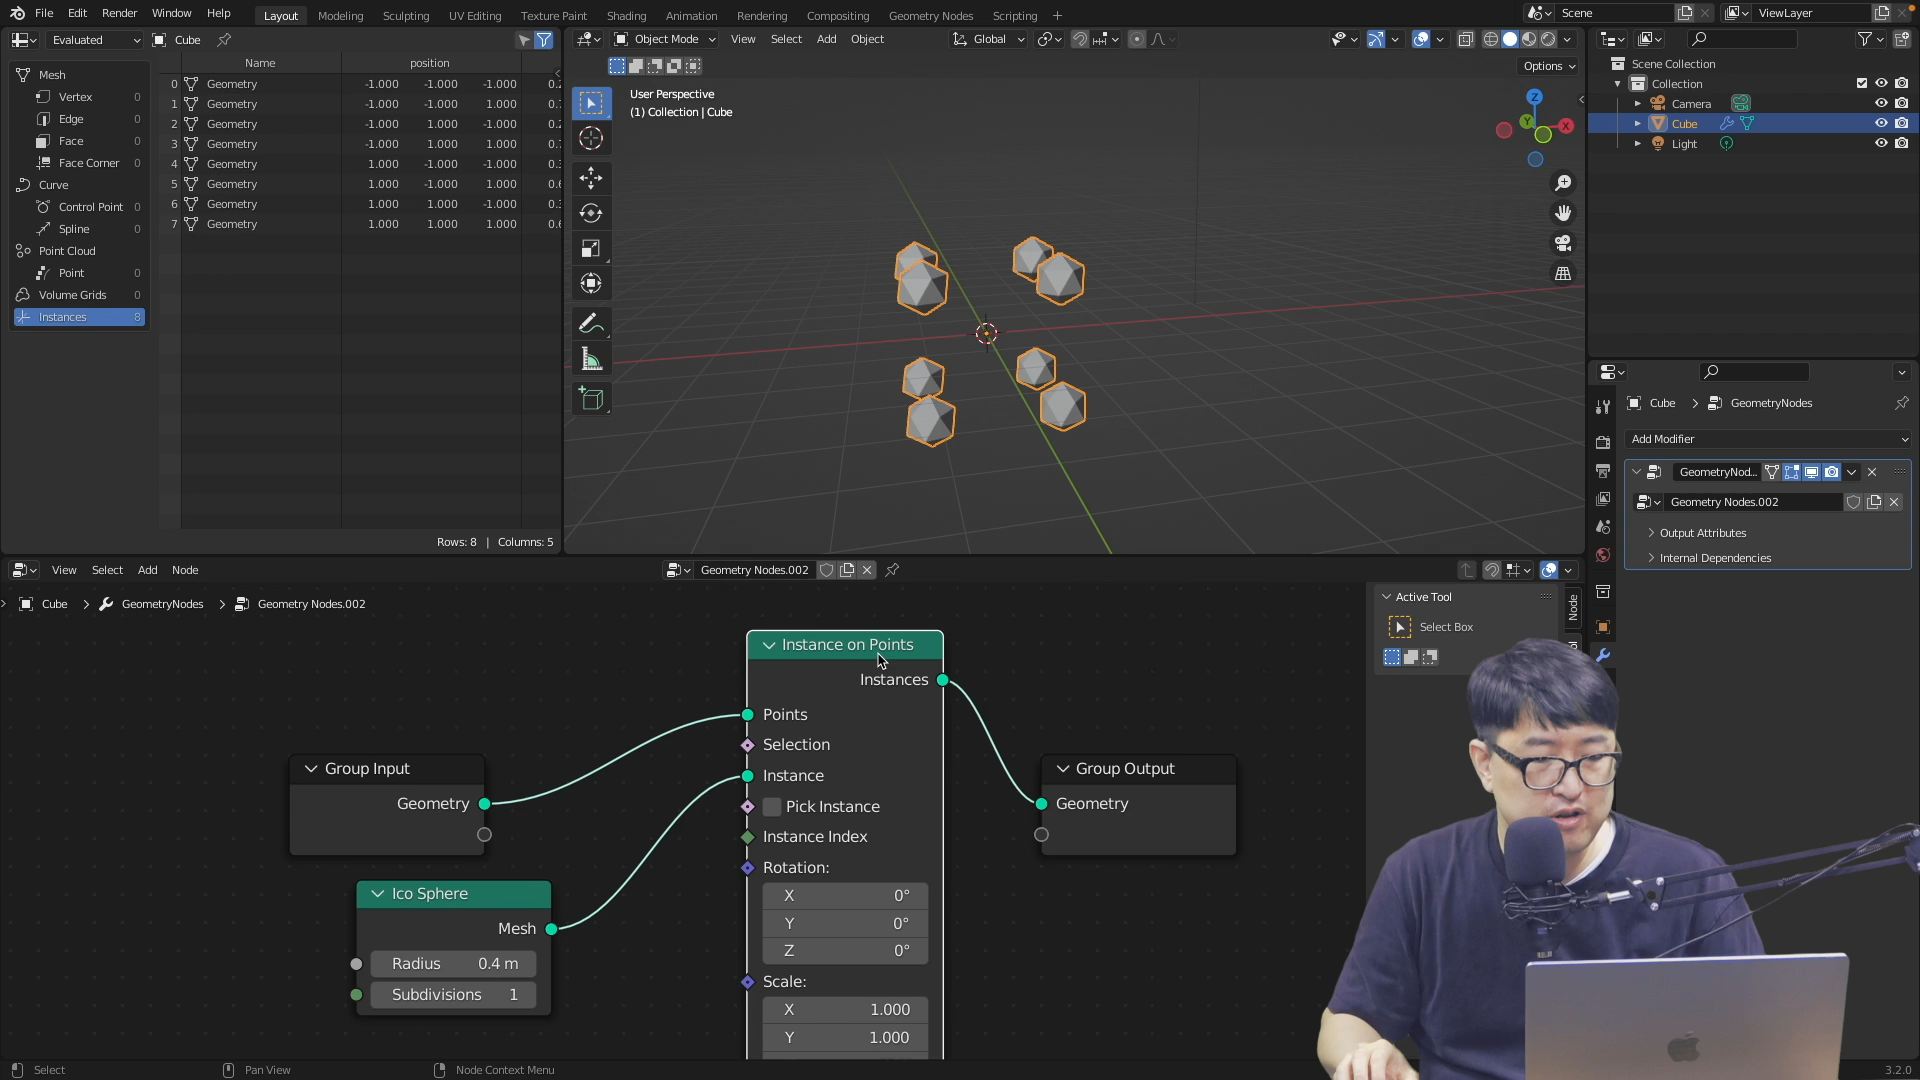 File Edit Render Window Help Layout Modeling Sculpting UV Editing Texture Paint Shading Animation Rendering Compositing Geometry Nodes Scripting + Scene ViewLayer
Evaluated Cube
Object Mode View Select Add Object Global
Options
Name position
Mesh
Vertex 0
Edge 0
Face 0
Face Corner 0
Curve
Control Point 0
Spline 0
Point Cloud
Point 0
Volume Grids 0
Instances 8
0 Geometry -1.000 -1.000 -1.000
1 Geometry -1.000 -1.000 1.000
2 Geometry -1.000 1.000 -1.000
3 Geometry -1.000 1.000 1.000
4 Geometry 1.000 -1.000 -1.000
5 Geometry 1.000 -1.000 1.000
6 Geometry 1.000 1.000 -1.000
7 Geometry 1.000 1.000 1.000
Rows: 8 | Columns: 5
User Perspective
(1) Collection | Cube
Z
Y
X
Scene Collection
Collection
Camera
Cube
Light
Cube > GeometryNodes
Add Modifier
GeometryNod...
Geometry Nodes.002
Output Attributes
Internal Dependencies
View Select Add Node Geometry Nodes.002
Cube > GeometryNodes > Geometry Nodes.002
Active Tool
Select Box
Node
Instance on Points
Instances
Points
Selection
Instance
Pick Instance
Instance Index
Rotation:
X 0°
Y 0°
Z 0°
Scale:
X 1.000
Y 1.000
Group Input
Geometry
Ico Sphere
Mesh
Radius 0.4 m
Subdivisions 1
Group Output
Geometry
Select Pan View Node Context Menu 3.2.0